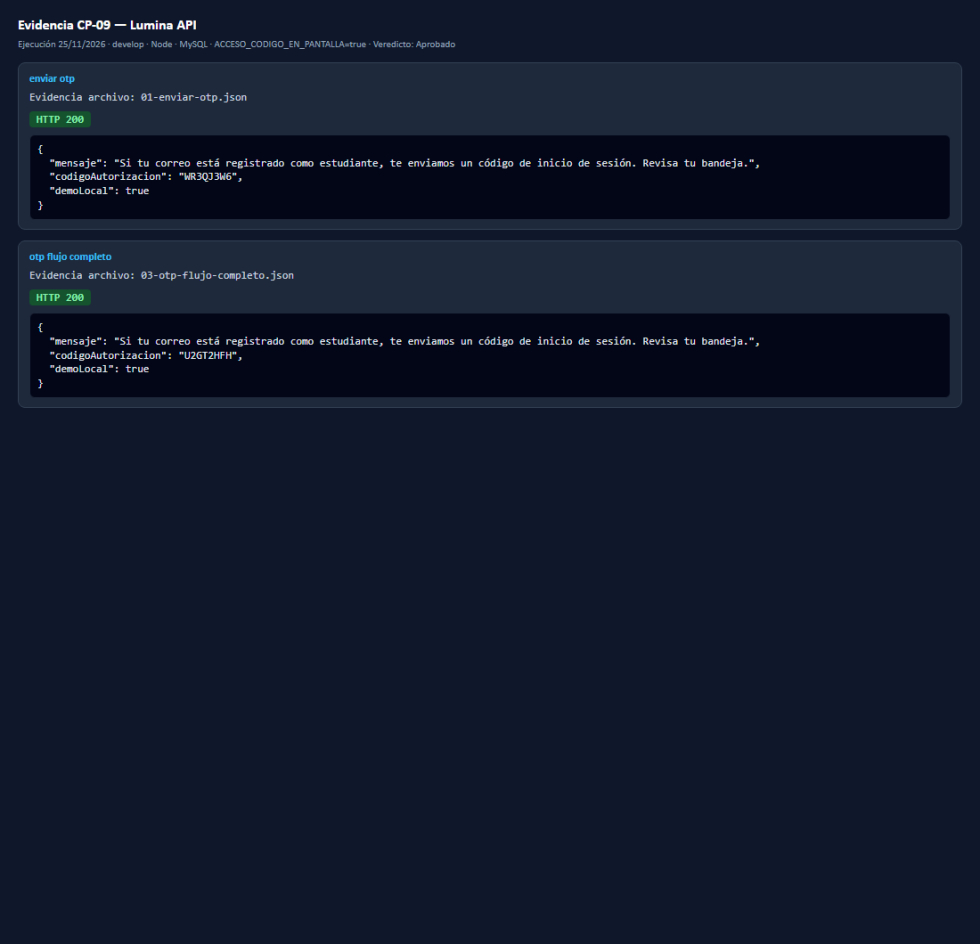 Evidencia CP-09 — Lumina API
Ejecución 25/11/2026 · develop · Node · MySQL · ACCESO_CODIGO_EN_PANTALLA=true · Veredicto: Aprobado
enviar otp
Evidencia archivo: 01-enviar-otp.json
HTTP 200
{
  "mensaje": "Si tu correo está registrado como estudiante, te enviamos un código de inicio de sesión. Revisa tu bandeja.",
  "codigoAutorizacion": "WR3QJ3W6",
  "demoLocal": true
}
otp flujo completo
Evidencia archivo: 03-otp-flujo-completo.json
HTTP 200
{
  "mensaje": "Si tu correo está registrado como estudiante, te enviamos un código de inicio de sesión. Revisa tu bandeja.",
  "codigoAutorizacion": "U2GT2HFH",
  "demoLocal": true
}